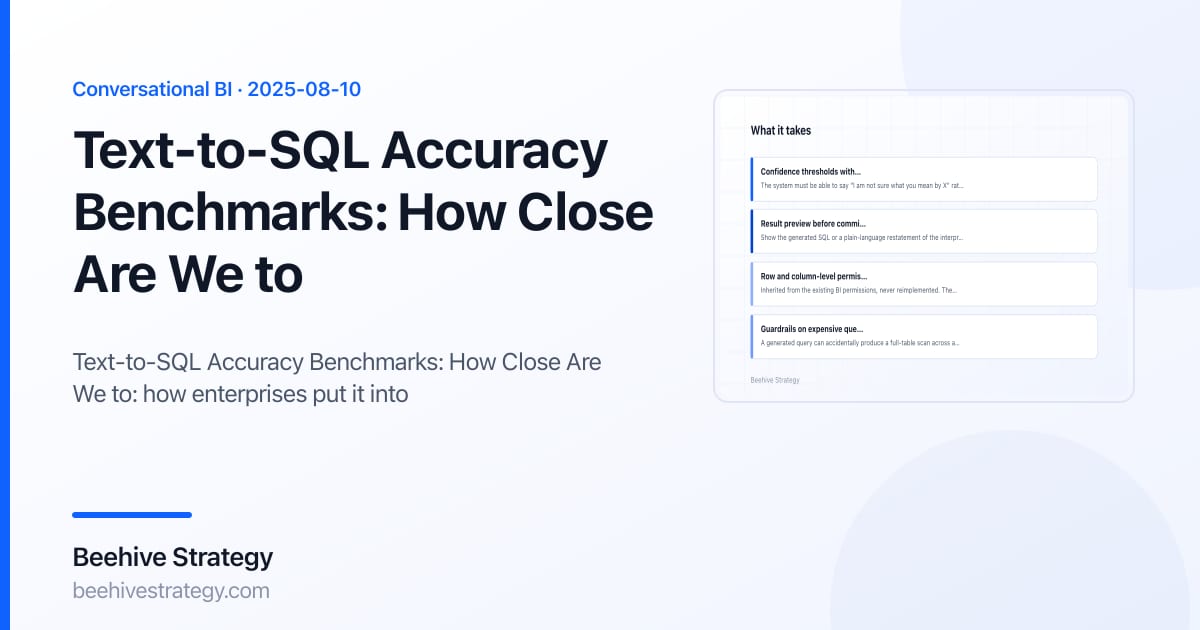 Conversational BI · 2025-08-10
Text-to-SQL Accuracy
Benchmarks: How Close
Are We to
Text-to-SQL Accuracy Benchmarks: How Close Are
We to: how enterprises put it into
Beehive Strategy
beehivestrategy.com
What it takes
Confidence thresholds with...
The system must be able to say "I am not sure what you mean by X" rat...
Result preview before commi...
Show the generated SQL or a plain-language restatement of the interpr...
Row and column-level permis...
Inherited from the existing BI permissions, never reimplemented. The...
Guardrails on expensive que...
A generated query can accidentally produce a full-table scan across a...
Beehive Strategy